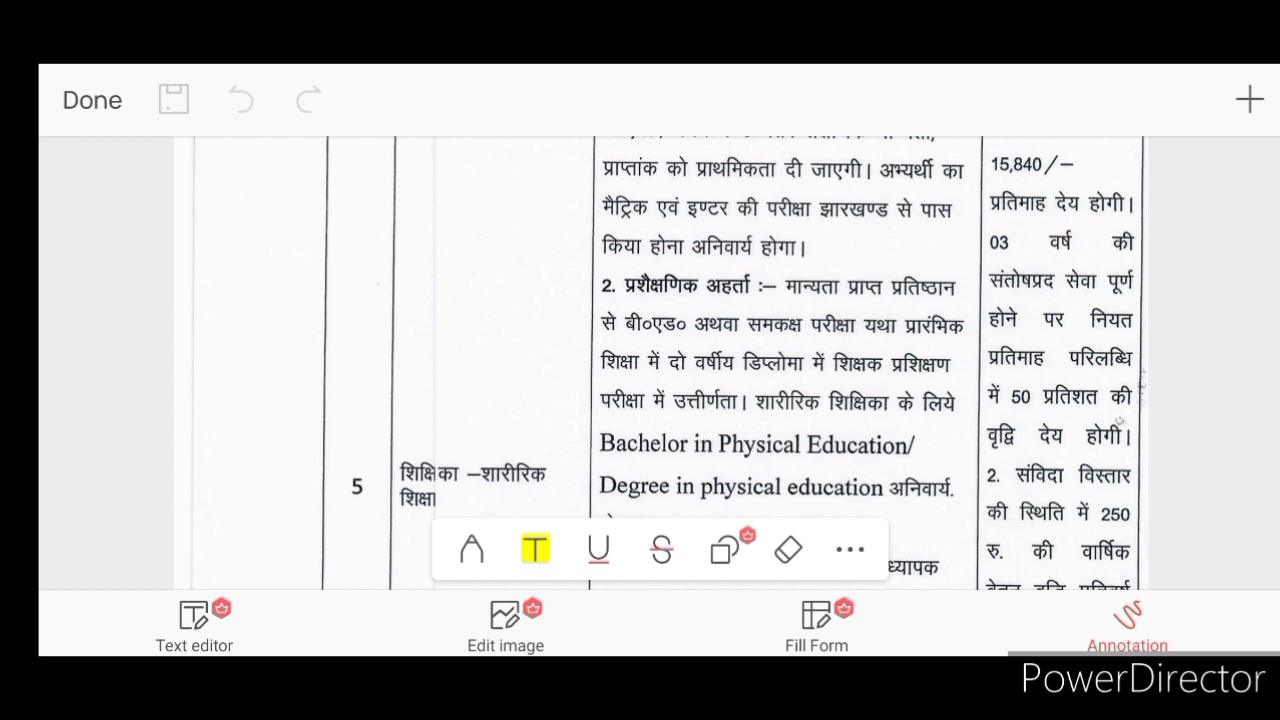 Done
प्राप्तांक को प्राथमिकता दी जाएगी। अभ्यर्थी का
मैट्रिक एवं इण्टर की परीक्षा झारखण्ड से पास
किया होना अनिवार्य होगा।
2. प्रशैक्षणिक अहर्ता :– मान्यता प्राप्त प्रतिष्ठान
से बी०एड० अथवा समकक्ष परीक्षा यथा प्रारंभिक
शिक्षा में दो वर्षीय डिप्लोमा में शिक्षक प्रशिक्षण
परीक्षा में उत्तीर्णता। शारीरिक शिक्षिका के लिये
Bachelor in Physical Education/
Degree in physical education अनिवार्य.
ध्यापक
15,840/–
प्रतिमाह देय होगी।
03 वर्ष की
संतोषप्रद सेवा पूर्ण
होने पर नियत
प्रतिमाह परिलब्धि
में 50 प्रतिशत की
वृद्वि देय होगी।
2. संविदा विस्तार
की स्थिति में 250
रु. की वार्षिक
5
शिक्षिका –शारीरिक
शिक्षा
Text editor
Edit image
Fill Form
Annotation
PowerDirector